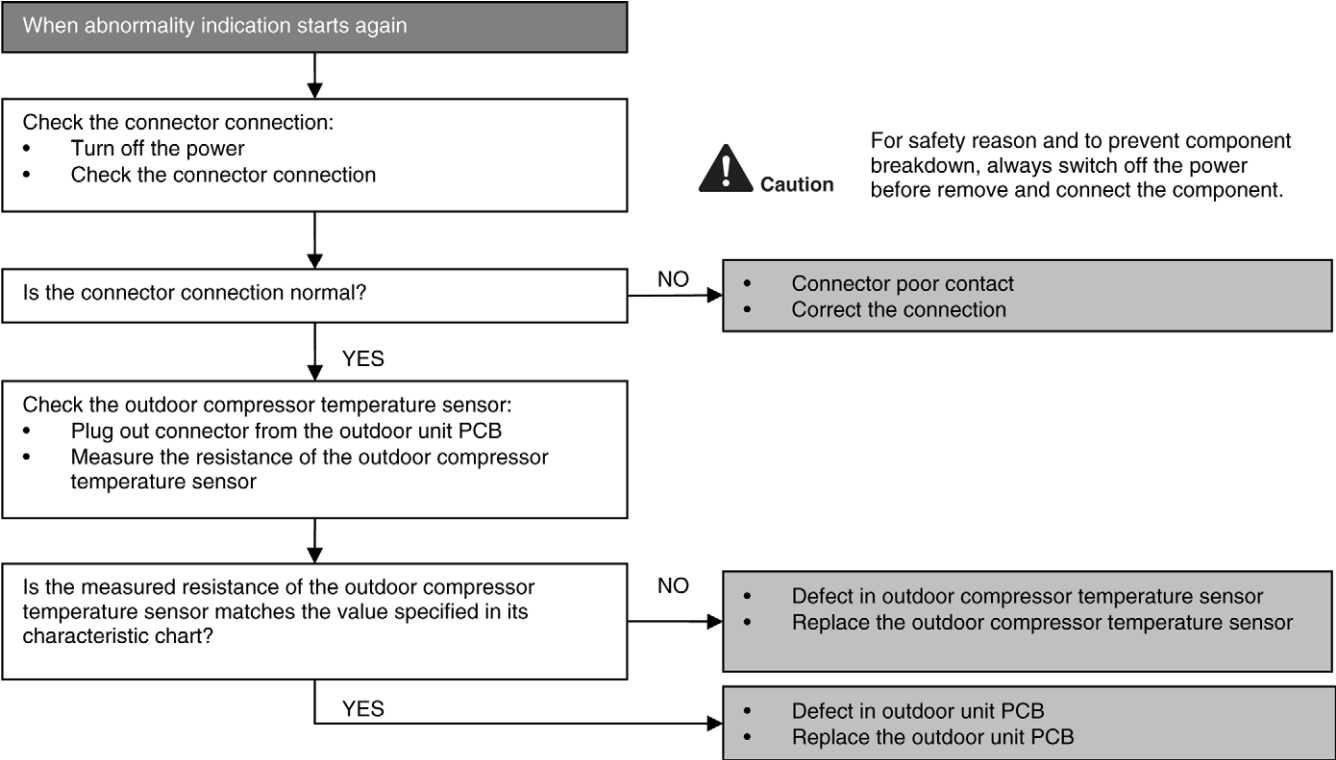 When abnormality indication starts again
Check the connector connection:
• Turn off the power
• Check the connector connection
Caution
For safety reason and to prevent component
breakdown, always switch off the power
before remove and connect the component.
Is the connector connection normal?
NO
• Connector poor contact
• Correct the connection
YES
Check the outdoor compressor temperature sensor:
• Plug out connector from the outdoor unit PCB
• Measure the resistance of the outdoor compressor
temperature sensor
Is the measured resistance of the outdoor compressor
temperature sensor matches the value specified in its
characteristic chart?
NO
• Defect in outdoor compressor temperature sensor
• Replace the outdoor compressor temperature sensor
YES
• Defect in outdoor unit PCB
• Replace the outdoor unit PCB